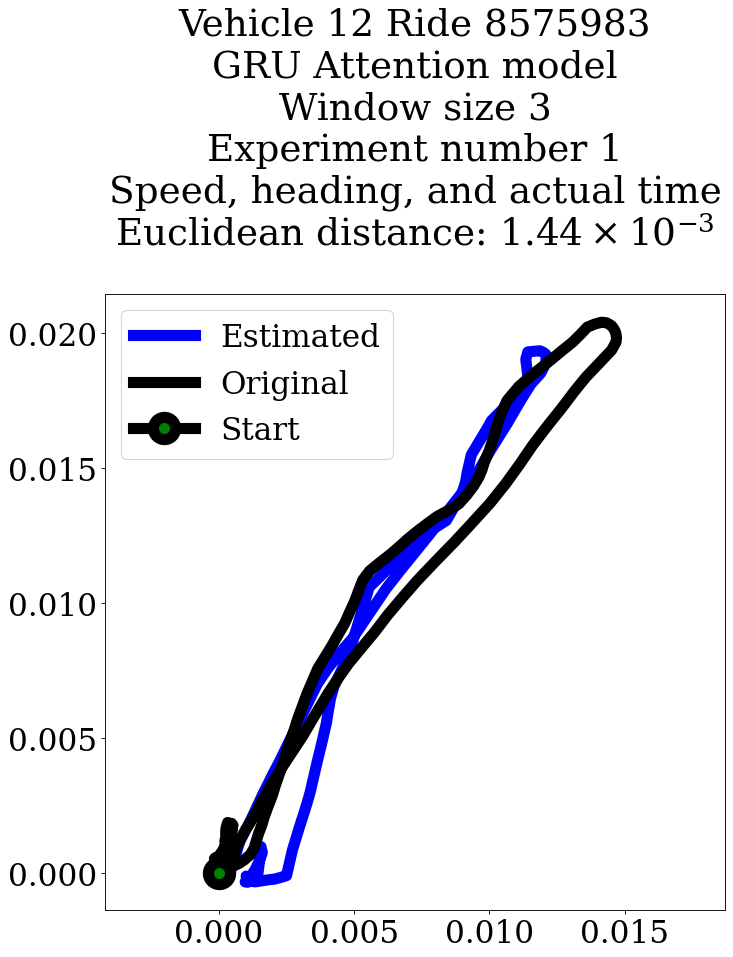 Vehicle 12 Ride 8575983
GRU Attention model
Window size 3
Experiment number 1
Speed, heading, and actual time
Euclidean distance: 1.44 × 10⁻³
Estimated
Original
Start
0.020
0.015
0.010
0.005
0.000
0.000 0.005 0.010 0.015